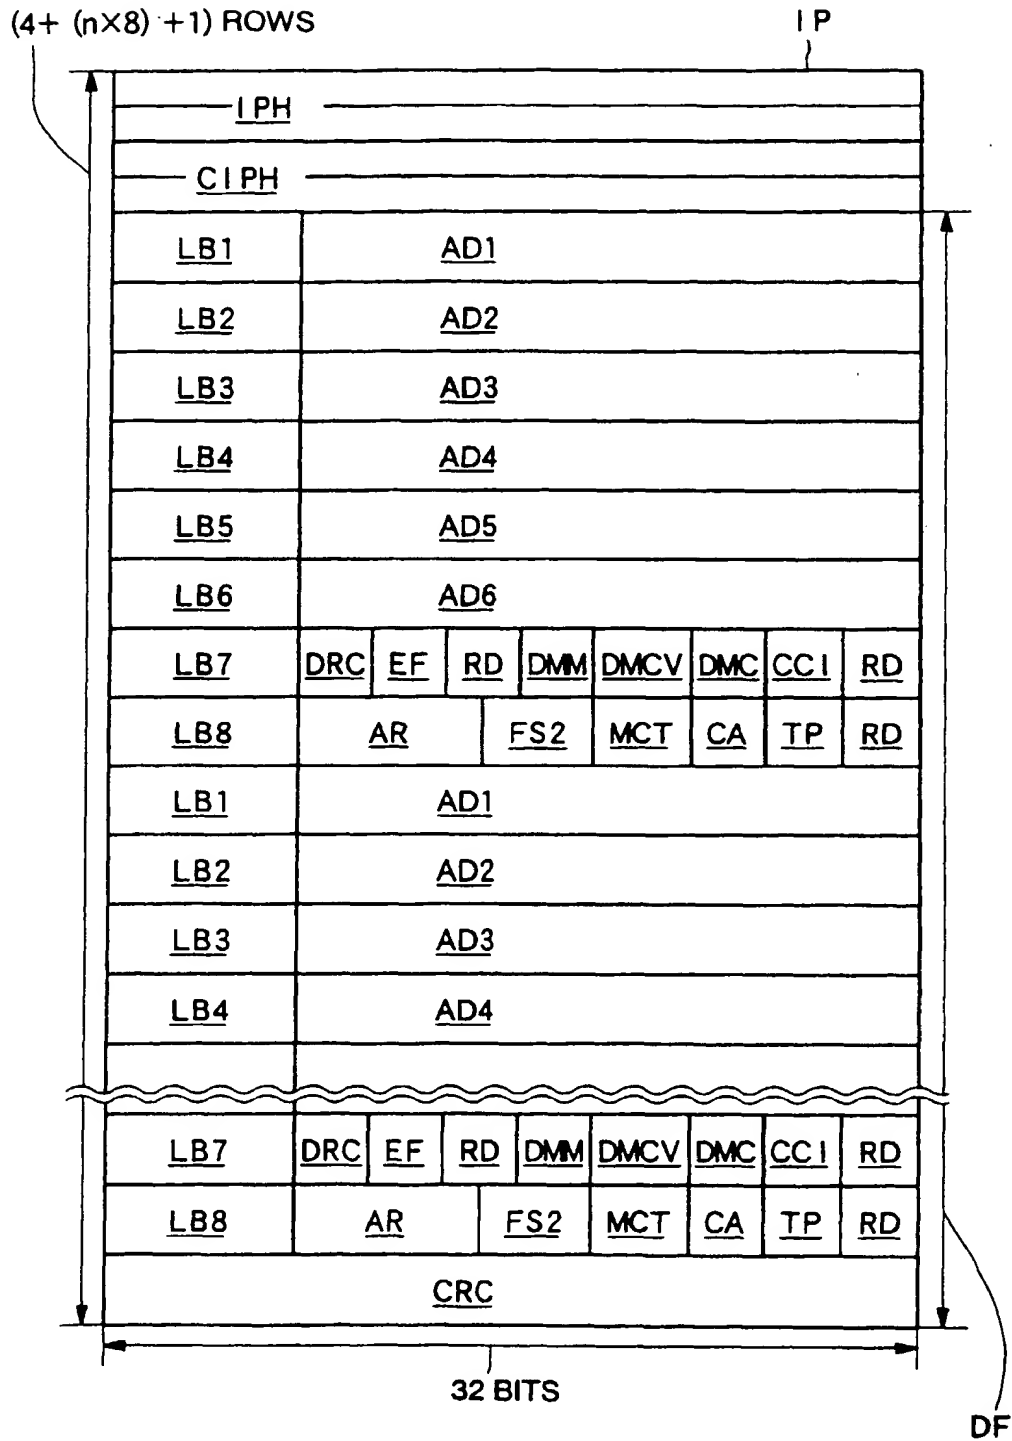 (4+ (n×8) +1) ROWS
IP
IPH
CIPH
LB1 AD1
LB2 AD2
LB3 AD3
LB4 AD4
LB5 AD5
LB6 AD6
LB7 DRC EF RD DMM DMCV DMC CCI RD
LB8 AR FS2 MCT CA TP RD
LB1 AD1
LB2 AD2
LB3 AD3
LB4 AD4
LB7 DRC EF RD DMM DMCV DMC CCI RD
LB8 AR FS2 MCT CA TP RD
CRC
32 BITS
DF